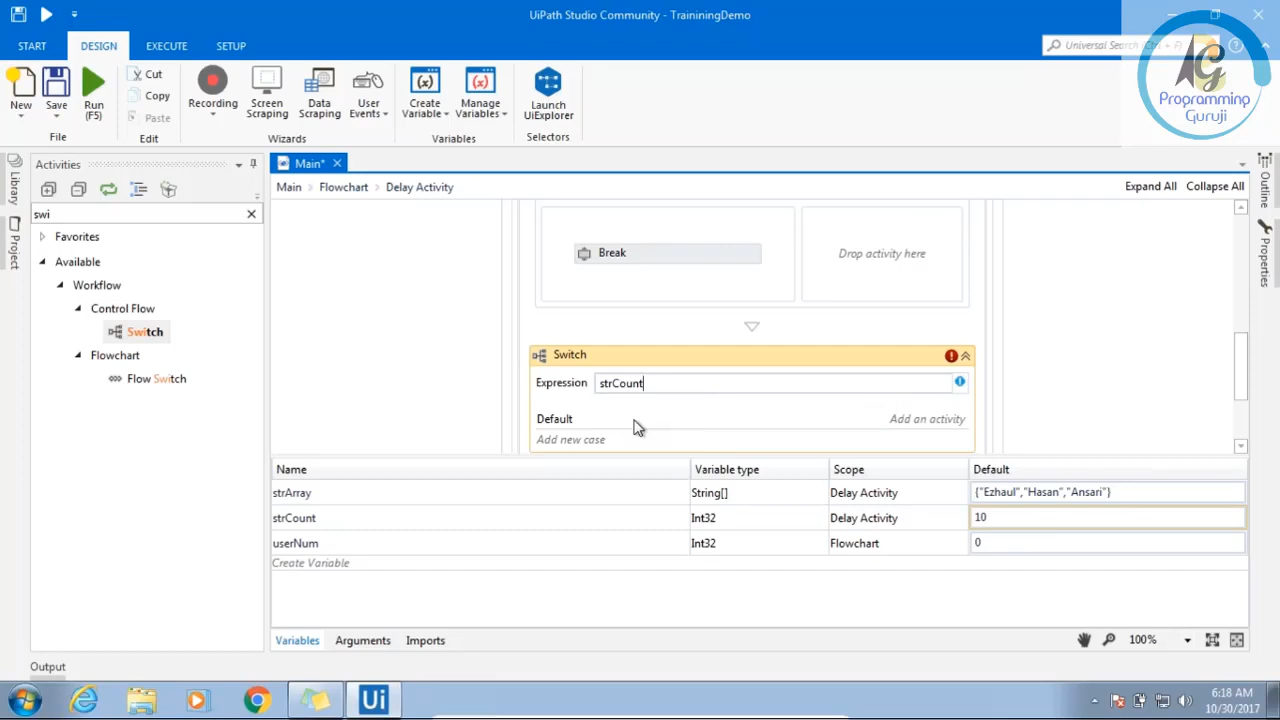 UiPath Studio Community - TraininingDemo
START
DESIGN
EXECUTE
SETUP
Universal Search (Ctrl + F)
New
Save
Run
(F5)
File
Cut
Copy
Paste
Edit
Recording
Screen
Scraping
Data
Scraping
User
Events
Wizards
Create
Variable
Manage
Variables
Variables
Launch
UiExplorer
Selectors
AG
Programming
Guruji
Library
Project
Activities
swi
Favorites
Available
Workflow
Control Flow
Switch
Flowchart
Flow Switch
Main*
Main > Flowchart > Delay Activity
Expand All Collapse All
Outline
Properties
Break
Drop activity here
Switch
Expression strCount
Default Add an activity
Add new case
Name Variable type Scope Default
strArray String[] Delay Activity {"Ezhaul","Hasan","Ansari"}
strCount Int32 Delay Activity 10
userNum Int32 Flowchart 0
Create Variable
Variables Arguments Imports
100%
Output
Ui
6:18 AM
10/30/2017